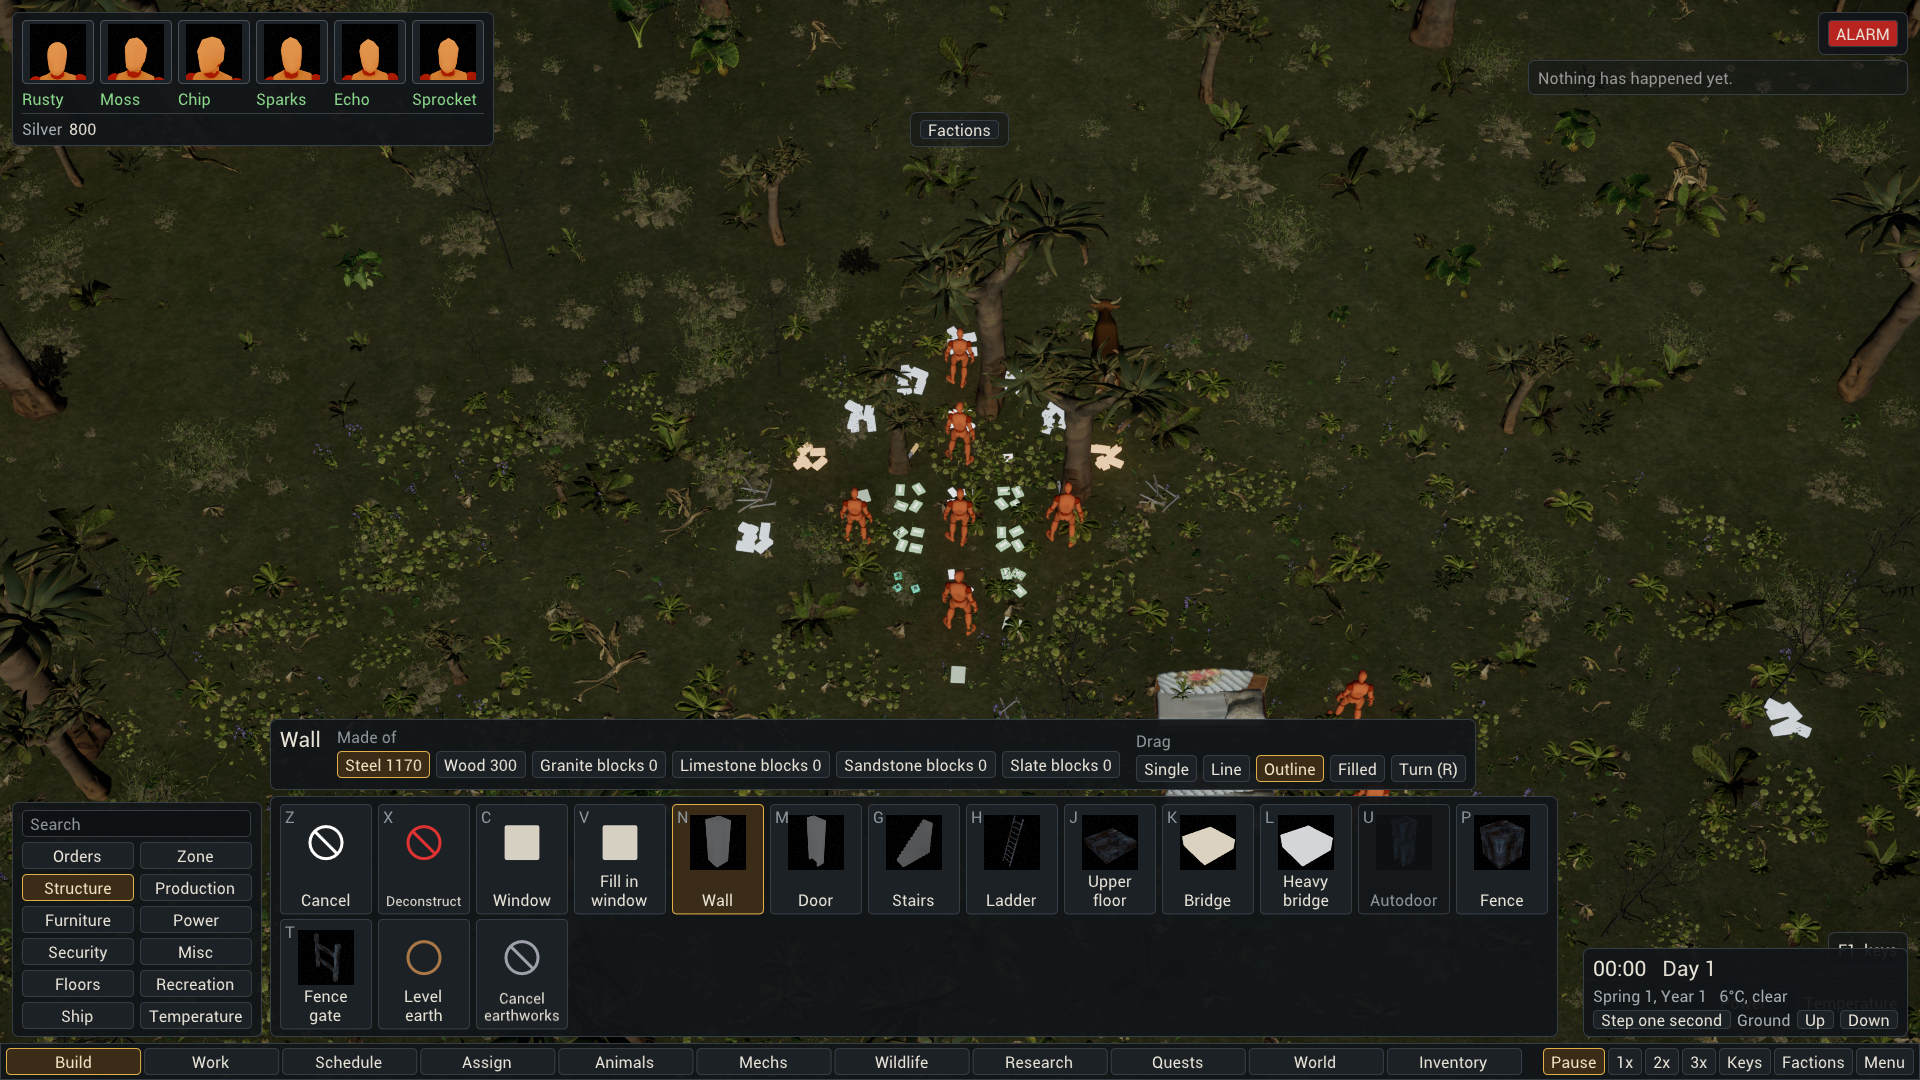 Rusty Moss Chip Sparks Echo Sprocket
Silver 800
Factions
ALARM
Nothing has happened yet.
Wall
Made of
Steel 1170 Wood 300 Granite blocks 0 Limestone blocks 0 Sandstone blocks 0 Slate blocks 0
Drag
Single Line Outline Filled Turn (R)
Search
Orders Zone
Structure Production
Furniture Power
Security Misc
Floors Recreation
Ship Temperature
Z Cancel
X Deconstruct
C Window
V Fill in window
N Wall
M Door
G Stairs
H Ladder
J Upper floor
K Bridge
L Heavy bridge
U Autodoor
P Fence
T Fence gate
Level earth
Cancel earthworks
F1 keys
00:00 Day 1
Spring 1, Year 1 6°C, clear
Temperature
Step one second Ground Up Down
Build Work Schedule Assign Animals Mechs Wildlife Research Quests World Inventory Pause 1x 2x 3x Keys Factions Menu